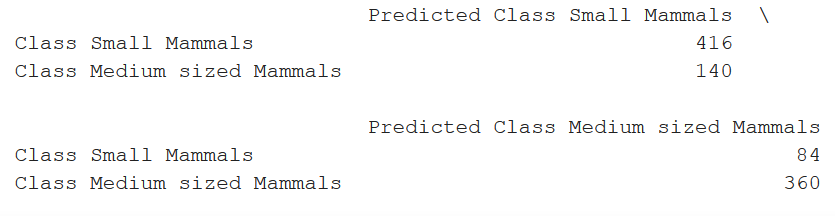 Predicted Class Small Mammals \
Class Small Mammals 416
Class Medium sized Mammals 140
Predicted Class Medium sized Mammals
Class Small Mammals 84
Class Medium sized Mammals 360